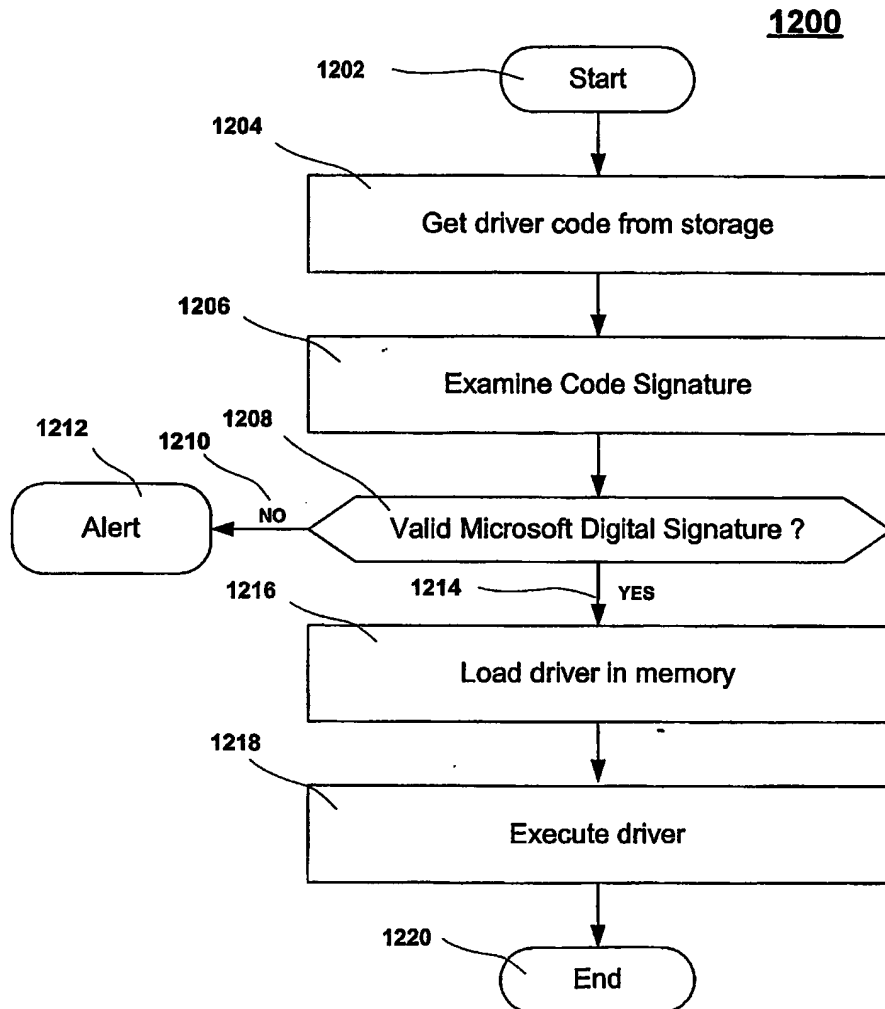 1200
1202
Start
1204
Get driver code from storage
1206
Examine Code Signature
1208
1210
1212
NO
Alert
Valid Microsoft Digital Signature ?
1214
YES
1216
Load driver in memory
1218
Execute driver
1220
End